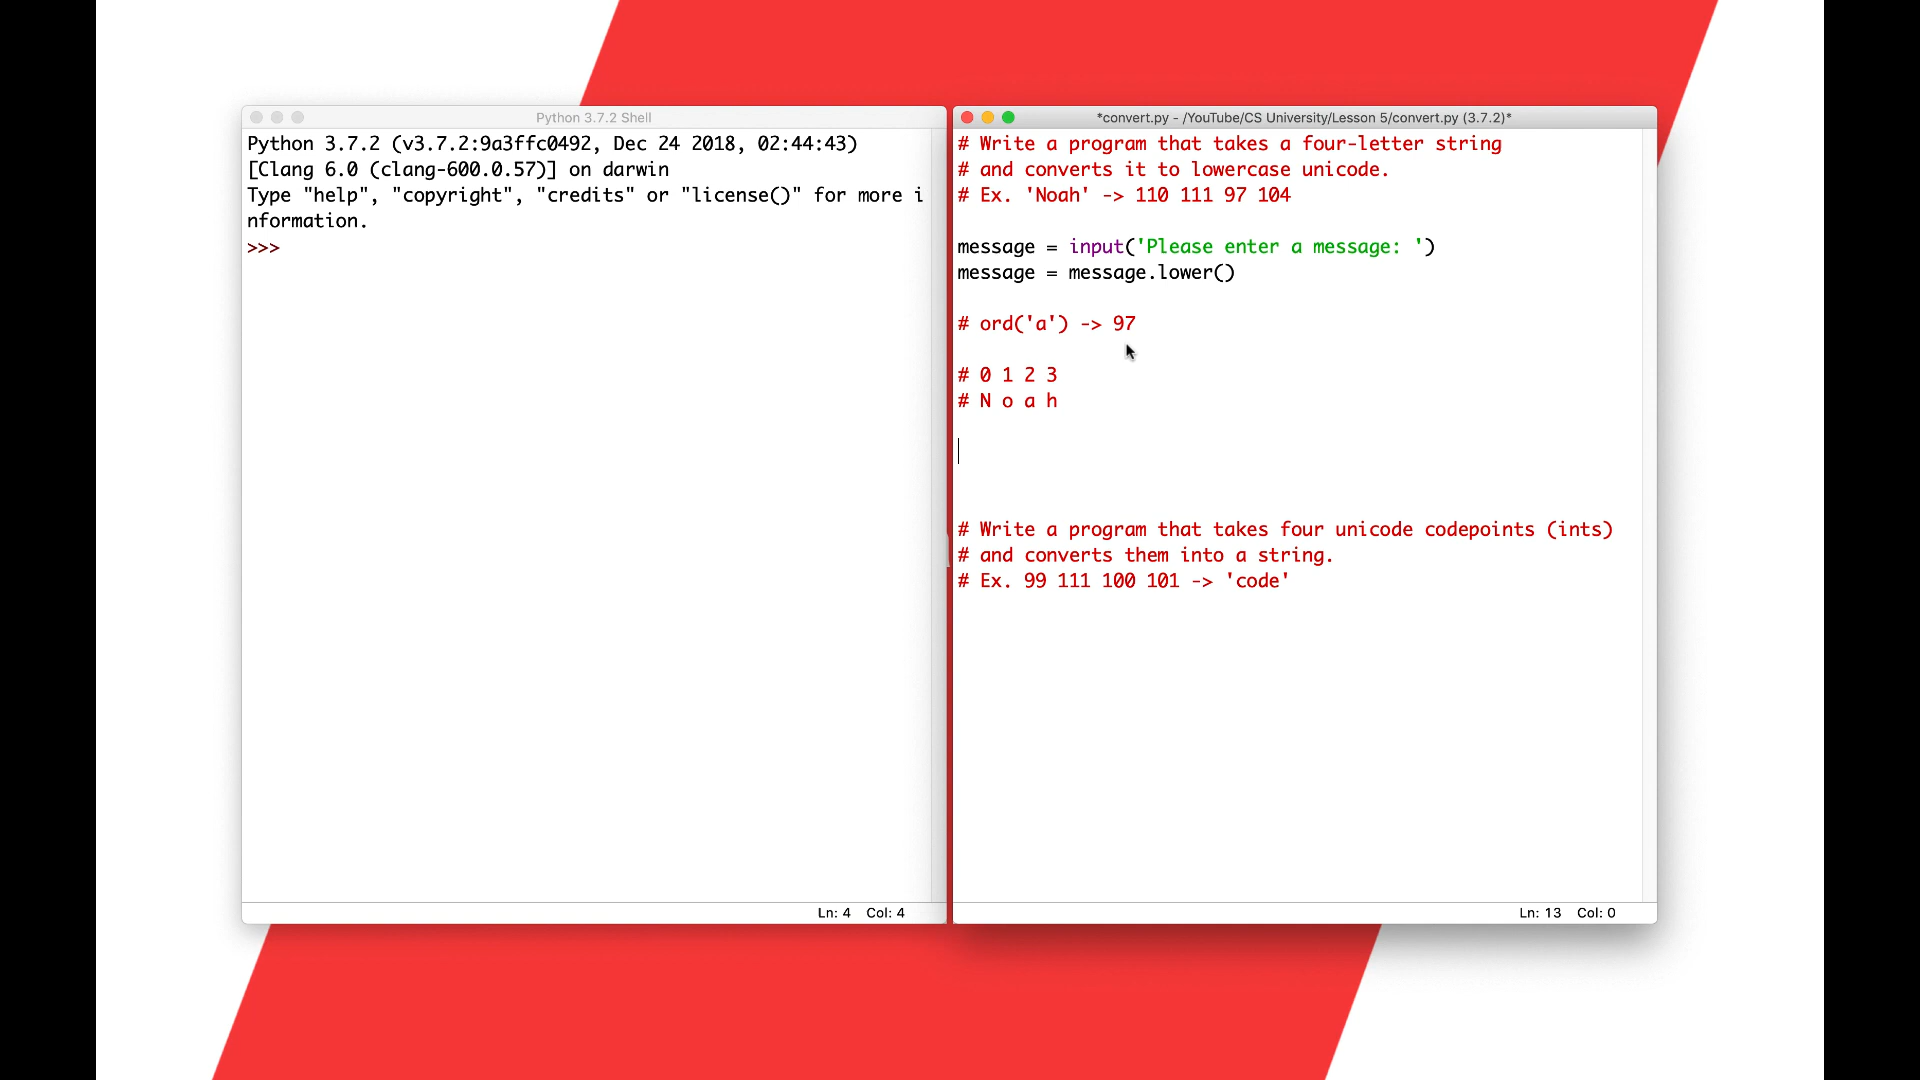 Python 3.7.2 Shell
Python 3.7.2 (v3.7.2:9a3ffc0492, Dec 24 2018, 02:44:43)
[Clang 6.0 (clang-600.0.57)] on darwin
Type "help", "copyright", "credits" or "license()" for more i
nformation.
>>>
Ln: 4 Col: 4
*convert.py - /YouTube/CS University/Lesson 5/convert.py (3.7.2)*
# Write a program that takes a four-letter string
# and converts it to lowercase unicode.
# Ex. 'Noah' -> 110 111 97 104
message = input('Please enter a message: ')
message = message.lower()
# ord('a') -> 97
# 0 1 2 3
# N o a h
# Write a program that takes four unicode codepoints (ints)
# and converts them into a string.
# Ex. 99 111 100 101 -> 'code'
Ln: 13 Col: 0